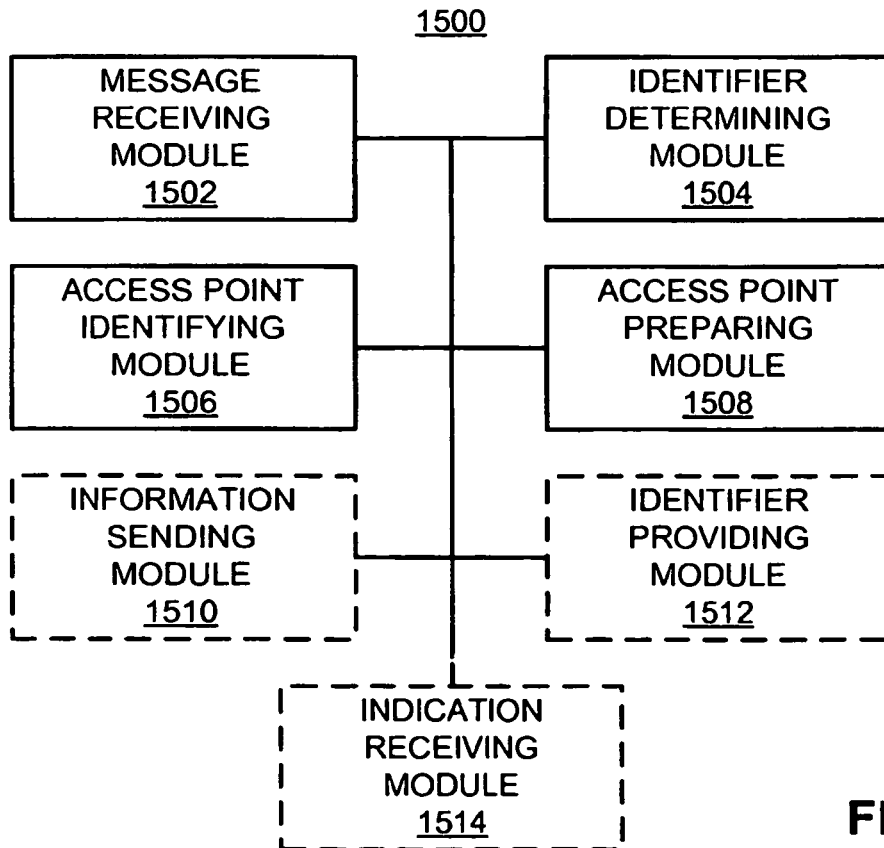 1500
MESSAGE
RECEIVING
MODULE
1502
IDENTIFIER
DETERMINING
MODULE
1504
ACCESS POINT
IDENTIFYING
MODULE
1506
ACCESS POINT
PREPARING
MODULE
1508
INFORMATION
SENDING
MODULE
1510
IDENTIFIER
PROVIDING
MODULE
1512
INDICATION
RECEIVING
MODULE
1514